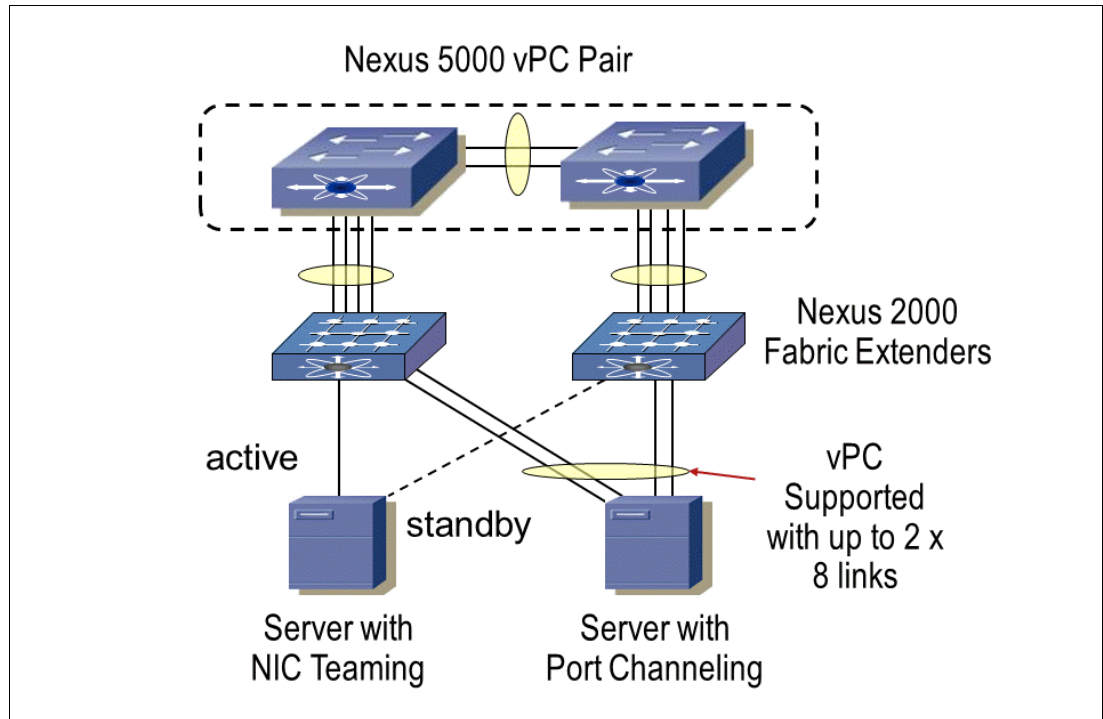 Nexus 5000 vPC Pair
Nexus 2000
Fabric Extenders
active
standby
vPC
Supported
with up to 2 x
8 links
Server with
NIC Teaming
Server with
Port Channeling